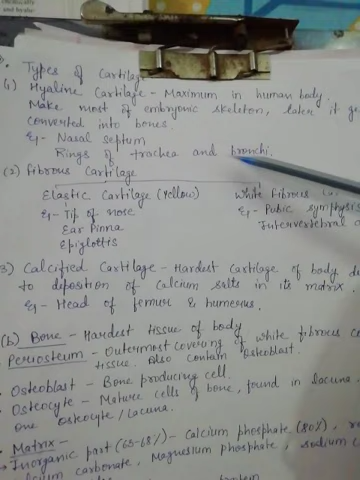 Types of Cartilage
(1) Hyaline Cartilage - Maximum in human body.
Make most of embryonic skeleton, later it ge
converted into bones.
Eg- Nasal septum
Rings of trachea and bronchi.
(2) Fibrous Cartilage
Elastic Cartilage (Yellow) White Fibrous
Eg- Tip of nose Eg- Pubic symphysis
Ear Pinna Intervertebral
Epiglottis
3) Calcified Cartilage - Hardest cartilage of body
to deposition of calcium salts in its matrix.
Eg- Head of femur & humerus.
(b) Bone - Hardest tissue of body
Periosteum - Outermost covering of white fibrous
tissue. Also contain osteoblast.
Osteoblast - Bone producing cell.
Osteocyte - Mature cells of bone, found in lacuna.
One osteocyte / lacuna.
Matrix -
Inorganic part (65-68%) - Calcium phosphate (80%),
calcium carbonate, Magnesium phosphate, sodium